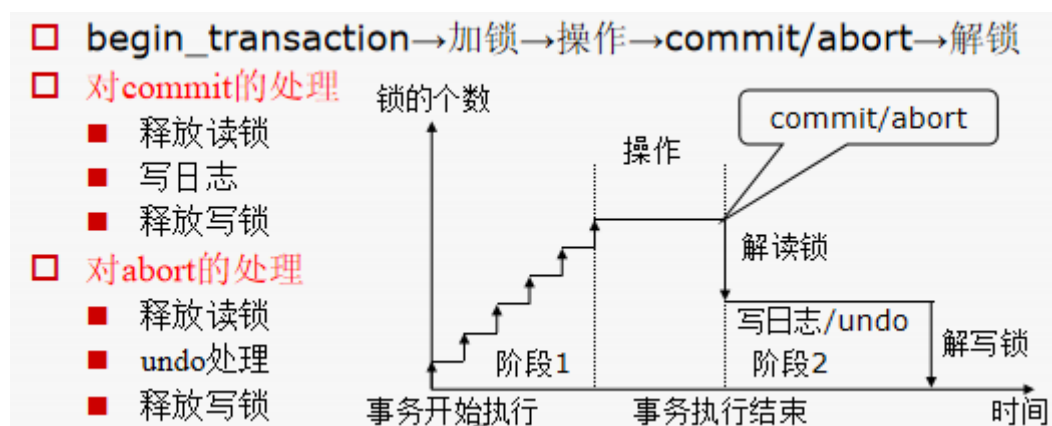 begin_transaction→加锁→操作→commit/abort→解锁
对commit的处理
释放读锁
写日志
释放写锁
对abort的处理
释放读锁
undo处理
释放写锁
锁的个数
操作
commit/abort
解读锁
写日志/undo
解写锁
阶段1
阶段2
事务开始执行
事务执行结束
时间